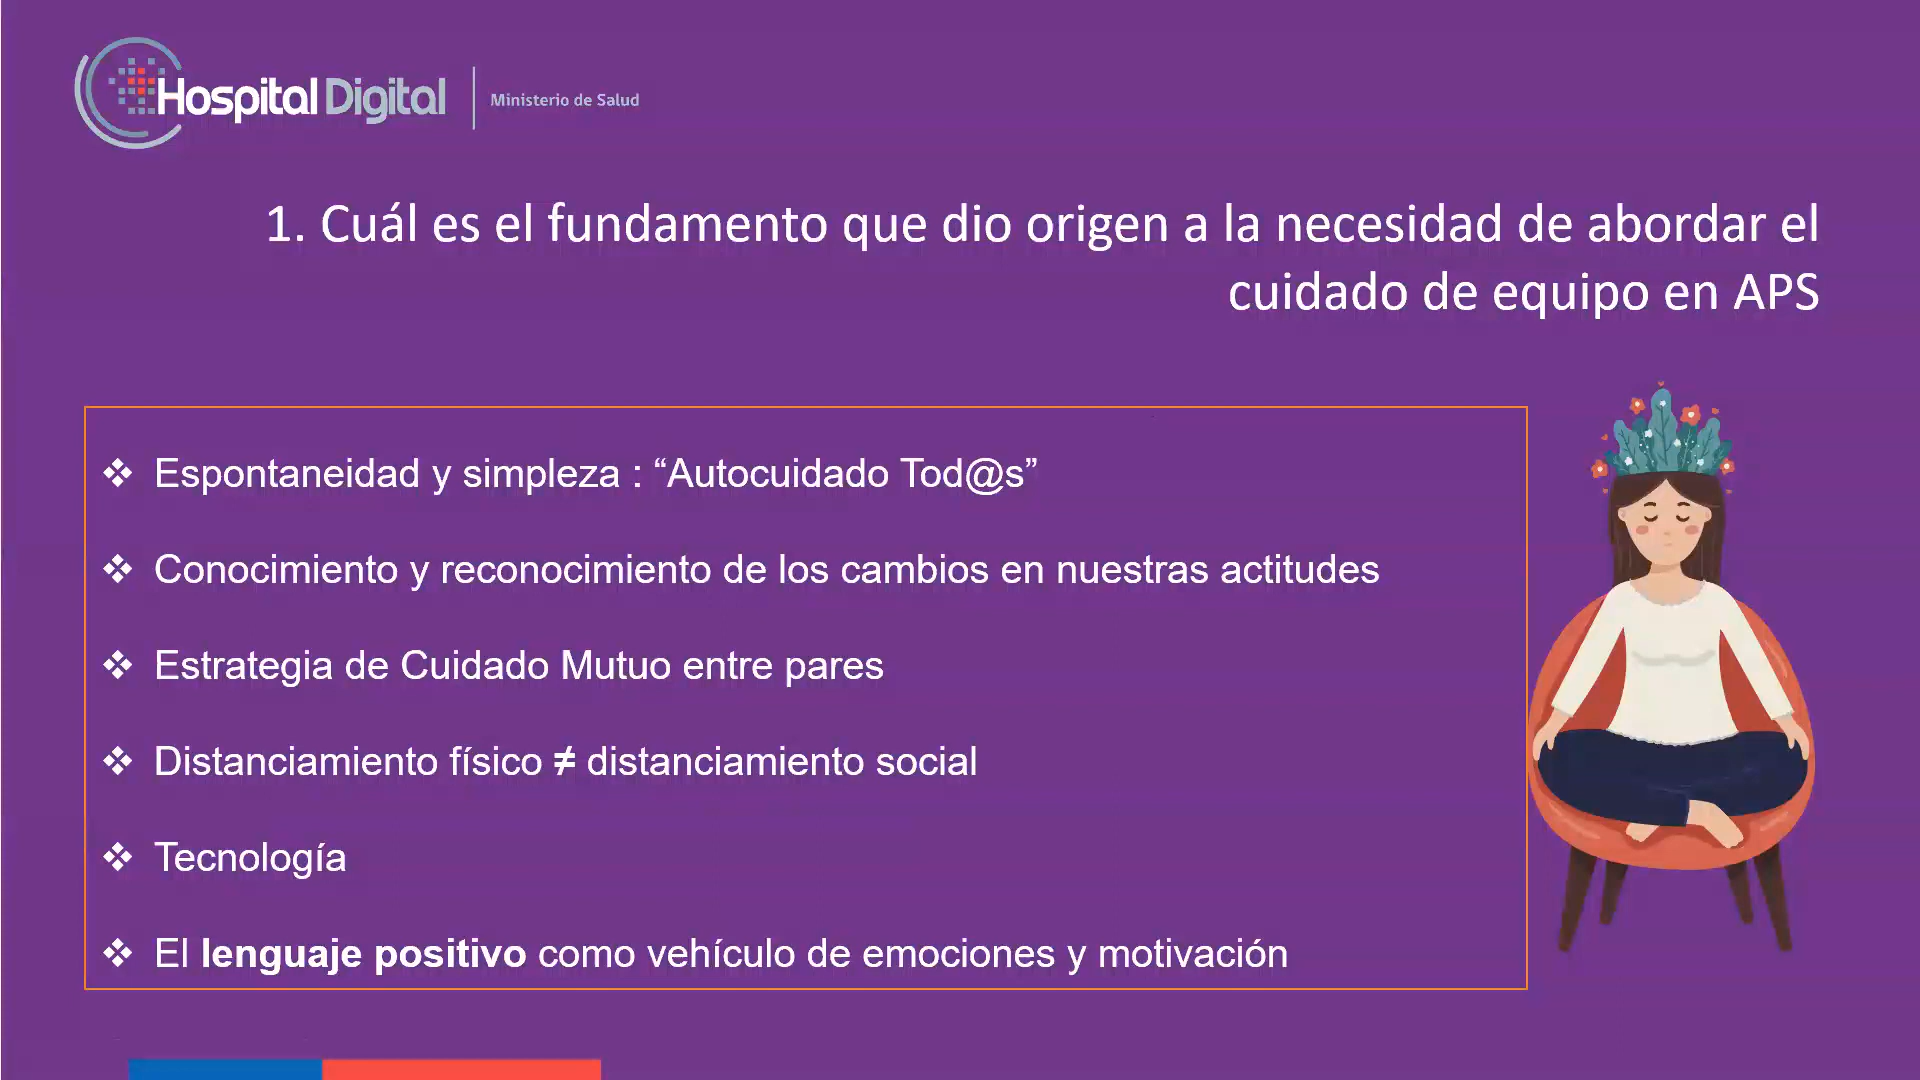 Hospital Digital
Ministerio de Salud
1. Cuál es el fundamento que dio origen a la necesidad de abordar el
cuidado de equipo en APS
❖ Espontaneidad y simpleza : “Autocuidado Tod@s”
❖ Conocimiento y reconocimiento de los cambios en nuestras actitudes
❖ Estrategia de Cuidado Mutuo entre pares
❖ Distanciamiento físico ≠ distanciamiento social
❖ Tecnología
❖ El lenguaje positivo como vehículo de emociones y motivación